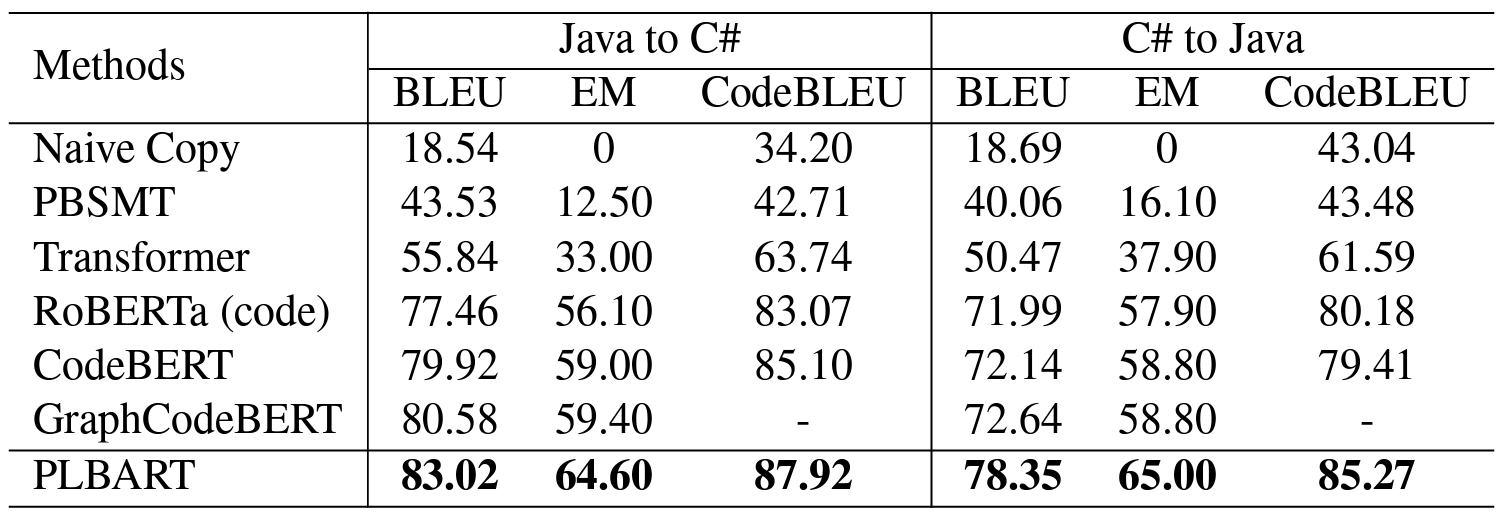 Methods Java to C# C# to Java
BLEU EM CodeBLEU BLEU EM CodeBLEU
Naive Copy 18.54 0 34.20 18.69 0 43.04
PBSMT 43.53 12.50 42.71 40.06 16.10 43.48
Transformer 55.84 33.00 63.74 50.47 37.90 61.59
RoBERTa (code) 77.46 56.10 83.07 71.99 57.90 80.18
CodeBERT 79.92 59.00 85.10 72.14 58.80 79.41
GraphCodeBERT 80.58 59.40 - 72.64 58.80 -
PLBART 83.02 64.60 87.92 78.35 65.00 85.27